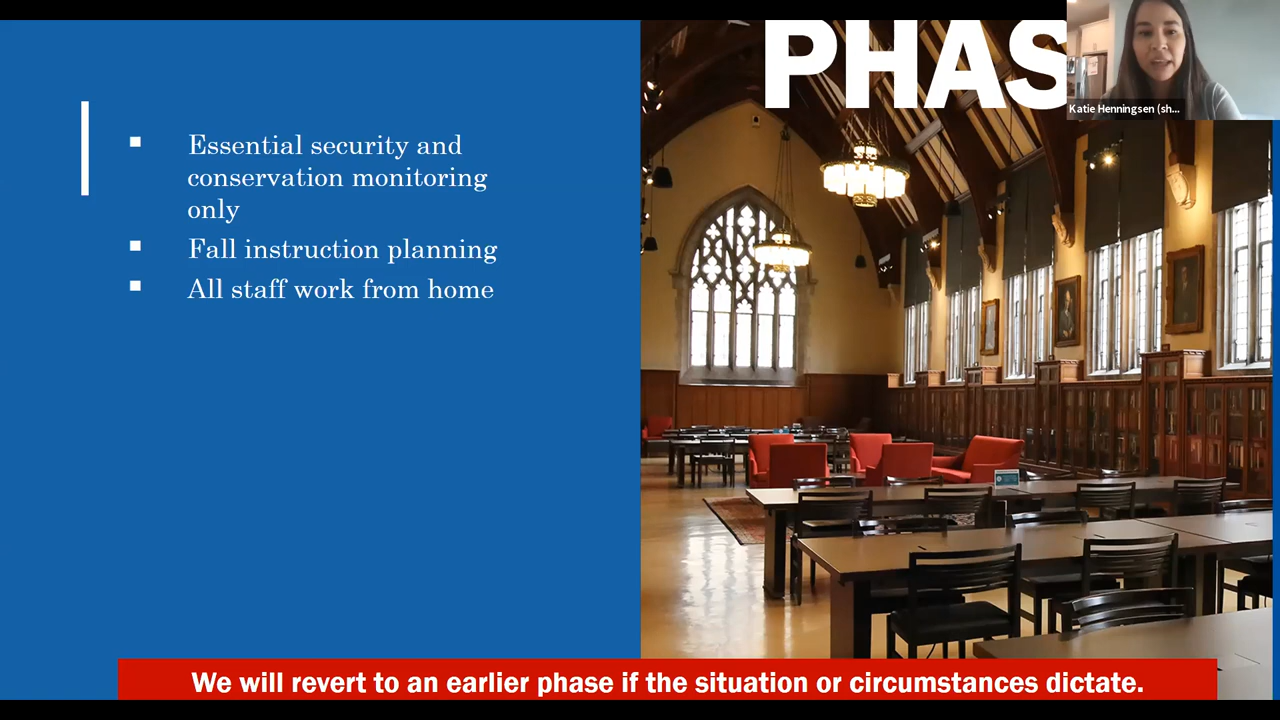 PHAS
Katie Henningsen (sh...
Essential security and
conservation monitoring
only
Fall instruction planning
All staff work from home
We will revert to an earlier phase if the situation or circumstances dictate.